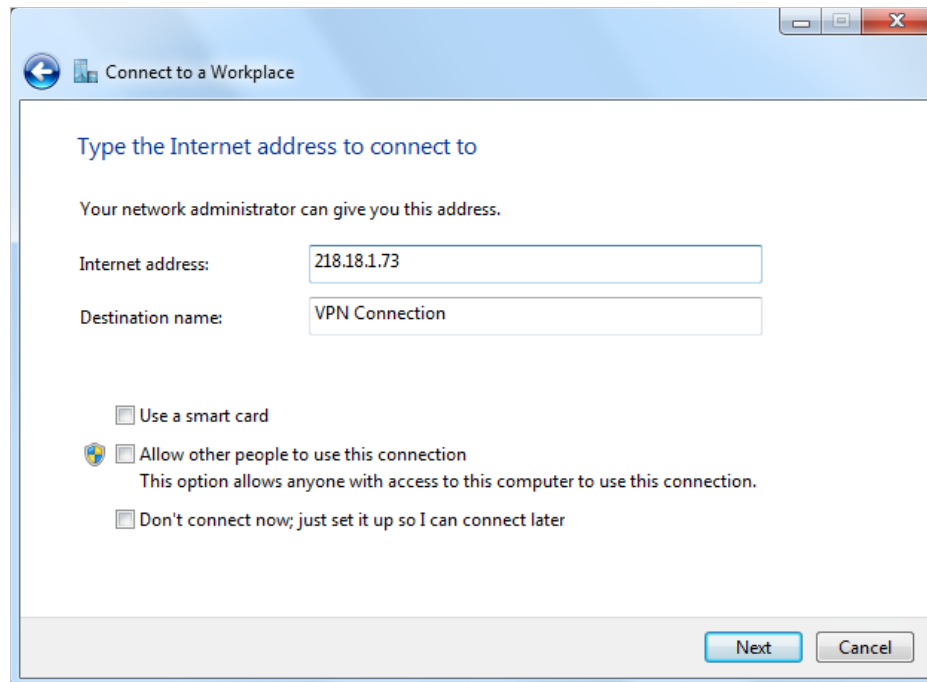 Connect to a Workplace
Type the Internet address to connect to
Your network administrator can give you this address.
Internet address: 218.18.1.73
Destination name: VPN Connection
Use a smart card
Allow other people to use this connection
This option allows anyone with access to this computer to use this connection.
Don't connect now; just set it up so I can connect later
Next Cancel